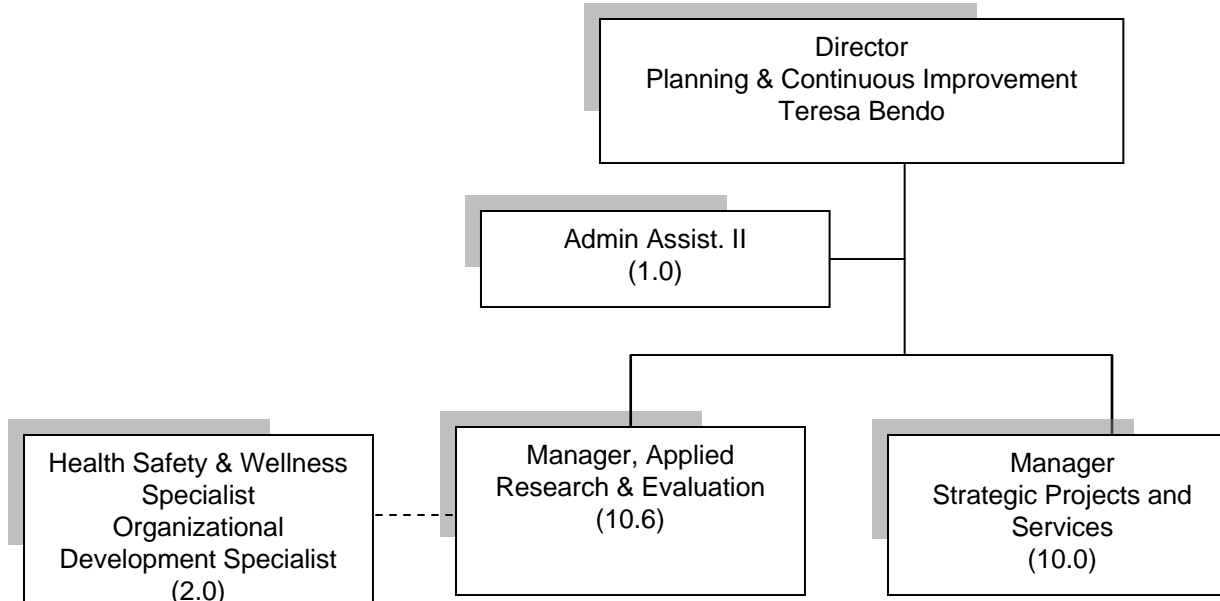 Director
Planning & Continuous Improvement
Teresa Bendo
Admin Assist. II
(1.0)
Health Safety & Wellness
Specialist
Organizational
Development Specialist
(2.0)
Manager, Applied
Research & Evaluation
(10.6)
Manager
Strategic Projects and
Services
(10.0)